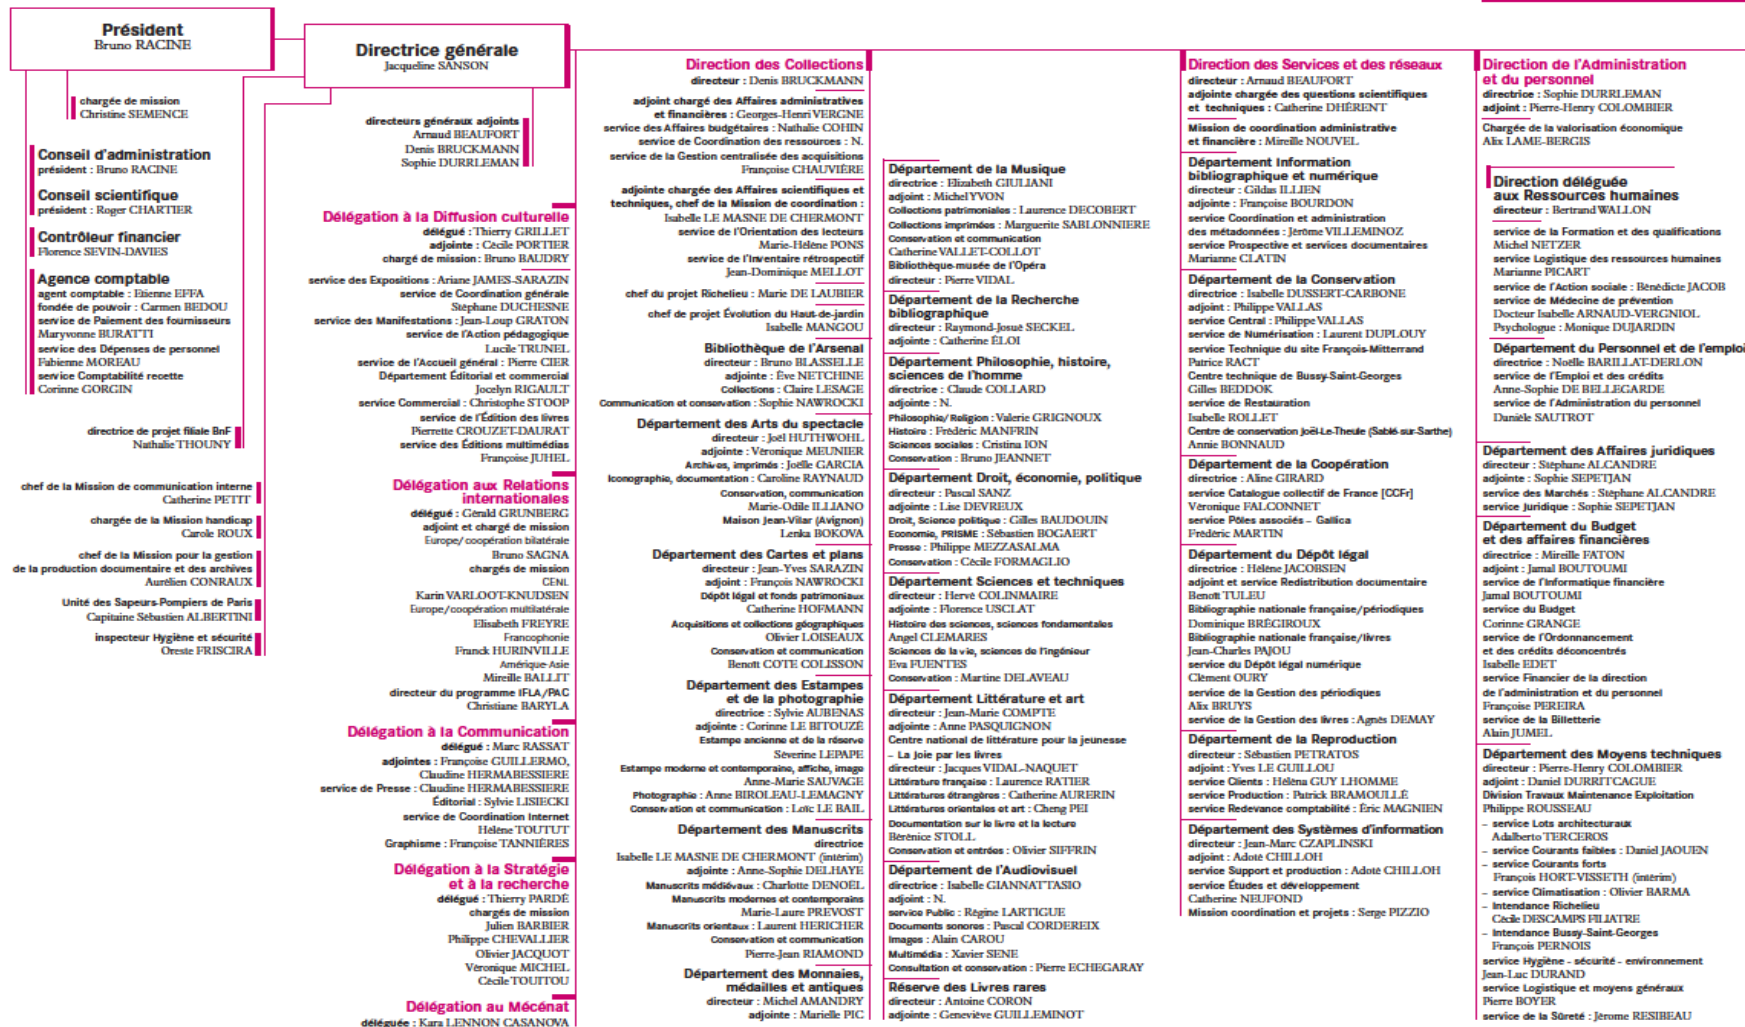 Président
Bruno RACINE
chargée de mission
Christine SEMENCE
Conseil d'administration
président : Bruno RACINE
Conseil scientifique
président : Roger CHARTIER
Contrôleur financier
Florence SEVIN-DAVIES
Agence comptable
agent comptable : Etienne EFFA
fondée de pouvoir : Carmen BEDOU
service de Paiement des fournisseurs
Maryvonne BURATTI
service des Dépenses de personnel
Fabienne MOREAU
service Comptabilité recette
Corinne GORGIN
directrice de projet filiale BnF
Nathalie THOUNY
chef de la Mission de communication interne
Catherine PETIT
chargée de la Mission handicap
Carole ROUX
chef de la Mission pour la gestion
de la production documentaire et des archives
Aurélien CONRAUX
Unité des Sapeurs-Pompiers de Paris
Capitaine Sébastien ALBERTINI
inspecteur Hygiène et sécurité
Oreste FRISCIRA
Directrice générale
Jacqueline SANSON
directeurs généraux adjoints
Arnaud BEAUFORT
Denis BRUCKMANN
Sophie DURRLEMAN
Délégation à la Diffusion culturelle
délégué : Thierry GRILLET
adjointe : Cécile PORTIER
chargé de mission : Bruno BAUDRY
service des Expositions : Ariane JAMES-SARAZIN
service de Coordination générale
Stéphane DUCHESNE
service des Manifestations : Jean-Loup GRATON
service de l'Action pédagogique
Lucile TRUNEL
service de l'Accueil général : Pierre CIER
Département Éditorial et commercial
Jocelyn RIGAULT
service Commercial : Christophe STOOP
service de l'Édition des livres
Pierrette CROUZET-DAURAT
service des Éditions multimédias
Françoise JUHEL
Délégation aux Relations
internationales
délégué : Gérald GRUNBERG
adjoint et chargé de mission
Europe/ coopération bilatérale
Bruno SAGNA
chargés de mission
CENL
Karin VARLOOT-KNUDSEN
Europe/coopération multilatérale
Elisabeth FREYRE
Francophonie
Franck HURINVILLE
Amérique-Asie
Mireille BALLIT
directeur du programme IFLA/PAC
Christiane BARYLA
Délégation à la Communication
délégué : Marc RASSAT
adjointes : Françoise GUILLERMO,
Claudine HERMABESSIERE
service de Presse : Claudine HERMABESSIERE
Éditorial : Sylvie LISIECKI
service de Coordination Internet
Hélène TOUTUT
Graphisme : Françoise TANNIÈRES
Délégation à la Stratégie
et à la recherche
délégué : Thierry PARDÉ
chargés de mission
Julien BARBIER
Philippe CHEVALLIER
Olivier JACQUOT
Véronique MICHEL
Cécile TOUITOU
Délégation au Mécénat
déléguée : Kara LENNON CASANOVA
Direction des Collections
directeur : Denis BRUCKMANN
adjoint chargé des Affaires administratives
et financières : Georges-Henri VERGNE
service des Affaires budgétaires : Nathalie COHIN
service de Coordination des ressources : N.
service de la Gestion centralisée des acquisitions
Françoise CHAUVIÈRE
adjointe chargée des Affaires scientifiques et
techniques, chef de la Mission de coordination :
Isabelle LE MASNE DE CHERMONT
service de l'Orientation des lecteurs
Marie-Hélène PONS
service de l'Inventaire rétrospectif
Jean-Dominique MELLOT
chef du projet Richelieu : Marie DE LAUBIER
chef de projet Évolution du Haut-de-jardin
Isabelle MANGOU
Bibliothèque de l'Arsenal
directeur : Bruno BLASSELLE
adjointe : Ève NETCHINE
Collections : Claire LESAGE
Communication et conservation : Sophie NAWROCKI
Département des Arts du spectacle
directeur : Joël HUTHWOHL
adjointe : Véronique MEUNIER
Archives, imprimés : Joëlle GARCIA
Iconographie, documentation : Caroline RAYNAUD
Conservation, communication
Marie-Odile ILLIANO
Maison Jean-Vilar (Avignon)
Lenka BOKOVA
Département des Cartes et plans
directeur : Jean-Yves SARAZIN
adjoint : François NAWROCKI
Dépôt légal et fonds patrimoniaux
Catherine HOFMANN
Acquisitions et collections géographiques
Olivier LOISEAUX
Conservation et communication
Benoît COTE COLISSON
Département des Estampes
et de la photographie
directrice : Sylvie AUBENAS
adjointe : Corinne LE BITOUZÉ
Estampe ancienne et de la réserve
Séverine LEPAPE
Estampe moderne et contemporaine, affiche, image
Anne-Marie SAUVAGE
Photographie : Anne BIROLEAU-LEMAGNY
Conservation et communication : Loïc LE BAIL
Département des Manuscrits
directrice
Isabelle LE MASNE DE CHERMONT (intérim)
adjointe : Anne-Sophie DELHAYE
Manuscrits médiévaux : Charlotte DENOËL
Manuscrits modernes et contemporains
Marie-Laure PREVOST
Manuscrits orientaux : Laurent HERICHER
Conservation et communication
Pierre-Jean RIAMOND
Département des Monnaies,
médailles et antiques
directeur : Michel AMANDRY
adjointe : Marielle PIC
Département de la Musique
directrice : Elizabeth GIULIANI
adjoint : Michel YVON
Collections patrimoniales : Laurence DECOBERT
Collections imprimées : Marguerite SABLONNIERE
Conservation et communication
Catherine VALLET-COLLOT
Bibliothèque-musée de l'Opéra
directeur : Pierre VIDAL
Département de la Recherche
bibliographique
directeur : Raymond-Josué SECKEL
adjointe : Catherine ÉLOI
Département Philosophie, histoire,
sciences de l'homme
directrice : Claude COLLARD
adjointe : N.
Philosophie/ Religion : Valerie GRIGNOUX
Histoire : Frédéric MANFRIN
Sciences sociales : Cristina ION
Conservation : Bruno JEANNET
Département Droit, économie, politique
directeur : Pascal SANZ
adjointe : Lise DEVREUX
Droit, Science politique : Gilles BAUDOUIN
Economie, PRISME : Sébastien BOGAERT
Presse : Philippe MEZZASALMA
Conservation : Cécile FORMAGLIO
Département Sciences et techniques
directeur : Hervé COLINMAIRE
adjointe : Florence USCLAT
Histoire des sciences, sciences fondamentales
Angel CLEMARES
Sciences de la vie, sciences de l'ingénieur
Eva FUENTES
Conservation : Martine DELAVEAU
Département Littérature et art
directeur : Jean-Marie COMPTE
adjointe : Anne PASQUIGNON
Centre national de littérature pour la jeunesse
– La Joie par les livres
directeur : Jacques VIDAL-NAQUET
Littérature française : Laurence RATIER
Littératures étrangères : Catherine AURERIN
Littératures orientales et art : Cheng PEI
Documentation sur le livre et la lecture
Bérénice STOLL
Conservation et entrées : Olivier SIFFRIN
Département de l'Audiovisuel
directrice : Isabelle GIANNATTASIO
adjoint : N.
service Public : Régine LARTIGUE
Documents sonores : Pascal CORDEREIX
Images : Alain CAROU
Multimédia : Xavier SENE
Consultation et conservation : Pierre ECHEGARAY
Réserve des Livres rares
directeur : Antoine CORON
adjointe : Geneviève GUILLEMINOT
Direction des Services et des réseaux
directeur : Arnaud BEAUFORT
adjointe chargée des questions scientifiques
et techniques : Catherine DHÉRENT
Mission de coordination administrative
et financière : Mireille NOUVEL
Département Information
bibliographique et numérique
directeur : Gildas ILLIEN
adjointe : Françoise BOURDON
service Coordination et administration
des métadonnées : Jérôme VILLEMINOZ
service Prospective et services documentaires
Marianne CLATIN
Département de la Conservation
directrice : Isabelle DUSSERT-CARBONE
adjoint : Philippe VALLAS
service Central : Philippe VALLAS
service de Numérisation : Laurent DUPLOUY
service Technique du site François-Mitterrand
Patrice RACT
Centre technique de Bussy-Saint-Georges
Gilles BEDDOK
service de Restauration
Isabelle ROLLET
Centre de conservation Joël-Le-Theule (Sablé-sur-Sarthe)
Annie BONNAUD
Département de la Coopération
directrice : Aline GIRARD
service Catalogue collectif de France [CCFr]
Véronique FALCONNET
service Pôles associés – Gallica
Frédéric MARTIN
Département du Dépôt légal
directrice : Hélène JACOBSEN
adjoint et service Redistribution documentaire
Benoît TULEU
Bibliographie nationale française/périodiques
Dominique BRÉGIROUX
Bibliographie nationale française/livres
Jean-Charles PAJOU
service du Dépôt légal numérique
Clément OURY
service de la Gestion des périodiques
Alix BRUYS
service de la Gestion des livres : Agnès DEMAY
Département de la Reproduction
directeur : Sébastien PETRATOS
adjoint : Yves LE GUILLOU
service Clients : Héléna GUY LHOMME
service Production : Patrick BRAMOULLÉ
service Redevance comptabilité : Éric MAGNIEN
Département des Systèmes d'information
directeur : Jean-Marc CZAPLINSKI
adjoint : Adoté CHILLOH
service Support et production : Adoté CHILLOH
service Études et développement
Catherine NEUFOND
Mission coordination et projets : Serge PIZZIO
Direction de l'Administration
et du personnel
directrice : Sophie DURRLEMAN
adjoint : Pierre-Henry COLOMBIER
Chargée de la valorisation économique
Alix LAME-BERGIS
Direction déléguée
aux Ressources humaines
directeur : Bertrand WALLON
service de la Formation et des qualifications
Michel NETZER
service Logistique des ressources humaines
Marianne PICART
service de l'Action sociale : Bénédicte JACOB
service de Médecine de prévention
Docteur Isabelle ARNAUD-VERGNIOL
Psychologue : Monique DUJARDIN
Département du Personnel et de l'emploi
directrice : Noëlle BARILLAT-DERLON
service de l'Emploi et des crédits
Anne-Sophie DE BELLEGARDE
service de l'Administration du personnel
Danièle SAUTROT
Département des Affaires juridiques
directeur : Stéphane ALCANDRE
adjointe : Sophie SEPETJAN
service des Marchés : Stéphane ALCANDRE
service Juridique : Sophie SEPETJAN
Département du Budget
et des affaires financières
directrice : Mireille FATON
adjoint : Jamal BOUTOUMI
service de l'Informatique financière
Jamal BOUTOUMI
service du Budget
Corinne GRANGE
service de l'Ordonnancement
et des crédits déconcentrés
Isabelle EDET
service Financier de la direction
de l'administration et du personnel
Françoise PEREIRA
service de la Billetterie
Alain JUMEL
Département des Moyens techniques
directeur : Pierre-Henry COLOMBIER
adjoint : Daniel DURRITCAGUE
Division Travaux Maintenance Exploitation
Philippe ROUSSEAU
– service Lots architecturaux
Adalberto TERCEROS
– service Courants faibles : Daniel JAOUEN
– service Courants forts
François HORT-VISSETH (intérim)
– service Climatisation : Olivier BARMA
– Intendance Richelieu
Cécile DESCAMPS FILIATRE
– Intendance Bussy-Saint-Georges
François PERNOIS
service Hygiène - sécurité - environnement
Jean-Luc DURAND
service Logistique et moyens généraux
Pierre BOYER
service de la Sûreté : Jerome RESIBEAU